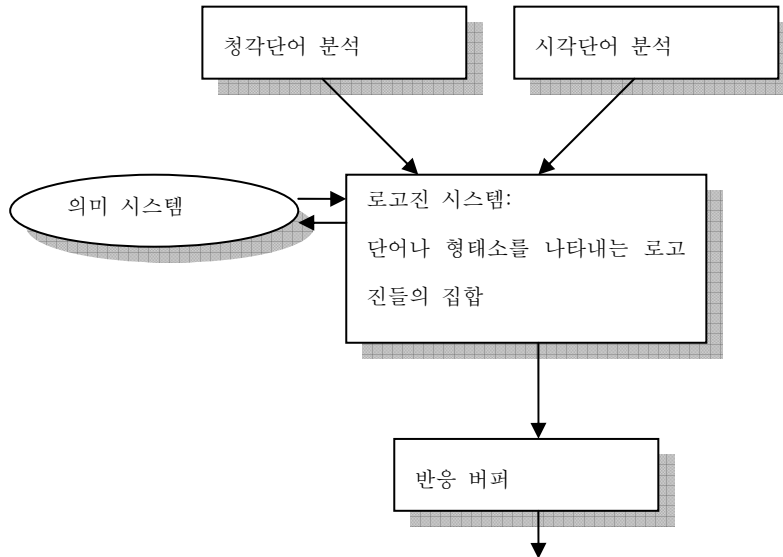 청각단어 분석
시각단어 분석
의미 시스템
로고진 시스템:
단어나 형태소를 나타내는 로고
진들의 집합
반응 버퍼